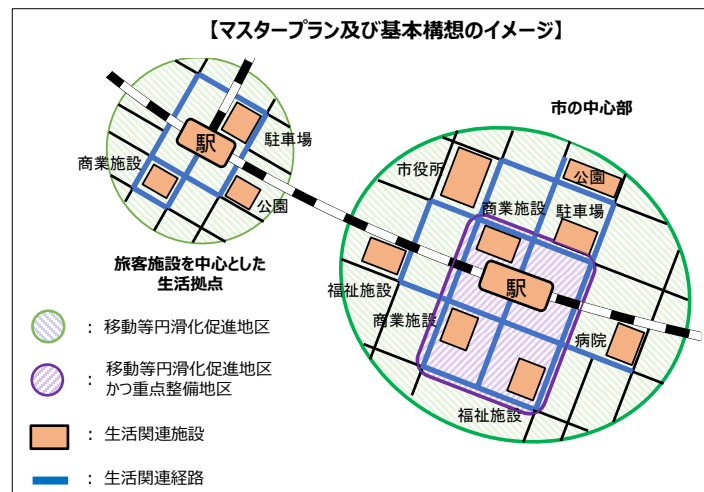 【マスタープラン及び基本構想のイメージ】
市の中心部
駅
駐車場
商業施設
公園
旅客施設を中心とした
生活拠点
市役所
公園
商業施設
駐車場
駅
福祉施設
商業施設
病院
福祉施設
： 移動等円滑化促進地区
： 移動等円滑化促進地区
かつ重点整備地区
： 生活関連施設
： 生活関連経路